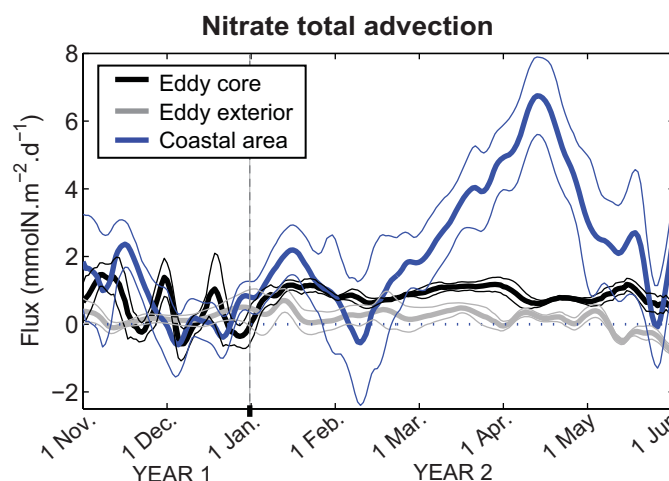 Nitrate total advection
Flux (mmolN.m⁻².d⁻¹)
8
6
4
2
0
−2
Eddy core
Eddy exterior
Coastal area
1 Nov.
1 Dec.
1 Jan.
1 Feb.
1 Mar.
1 Apr.
1 May
1 Jun
YEAR 1
YEAR 2